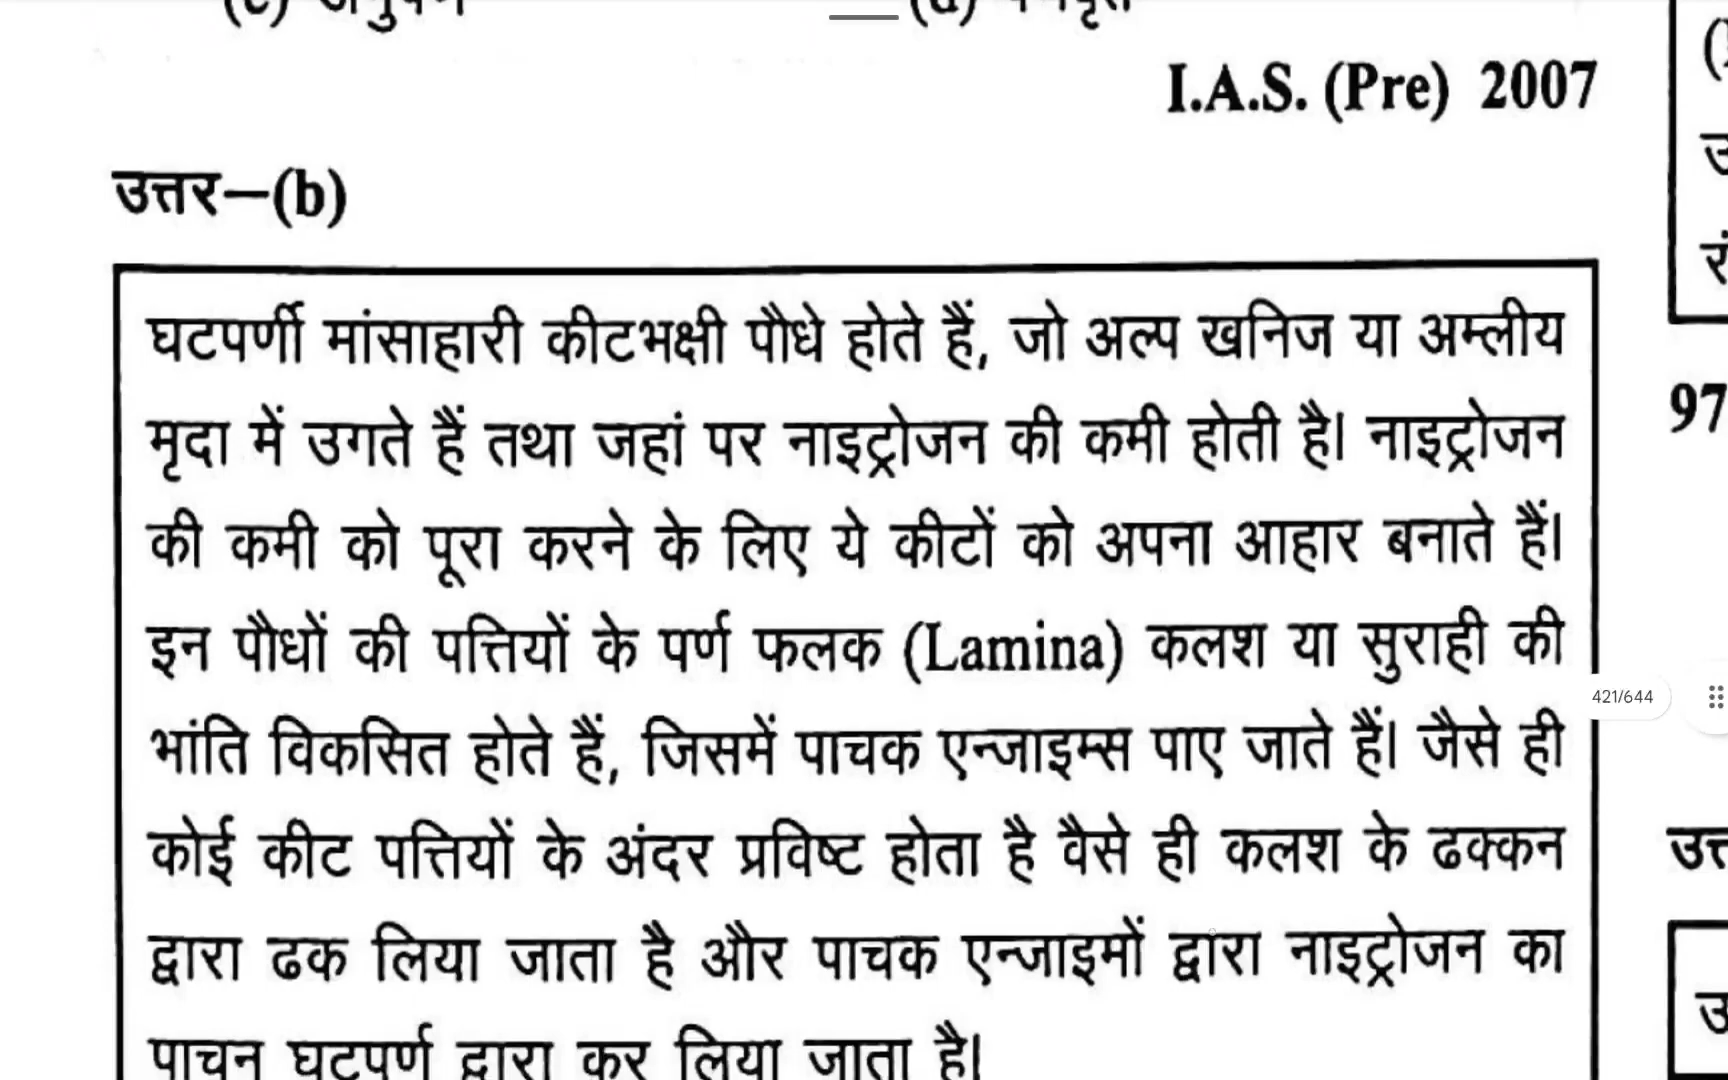 (c)
(d)
I.A.S. (Pre) 2007
उत्तर–(b)
घटपर्णी मांसाहारी कीटभक्षी पौधे होते हैं, जो अल्प खनिज या अम्लीय
मृदा में उगते हैं तथा जहां पर नाइट्रोजन की कमी होती है। नाइट्रोजन
की कमी को पूरा करने के लिए ये कीटों को अपना आहार बनाते हैं।
इन पौधों की पत्तियों के पर्ण फलक (Lamina) कलश या सुराही की
भांति विकसित होते हैं, जिसमें पाचक एन्जाइम्स पाए जाते हैं। जैसे ही
कोई कीट पत्तियों के अंदर प्रविष्ट होता है वैसे ही कलश के ढक्कन
द्वारा ढक लिया जाता है और पाचक एन्जाइमों द्वारा नाइट्रोजन का
पाचन घटपर्ण द्वारा कर लिया जाता है।
421/644
97